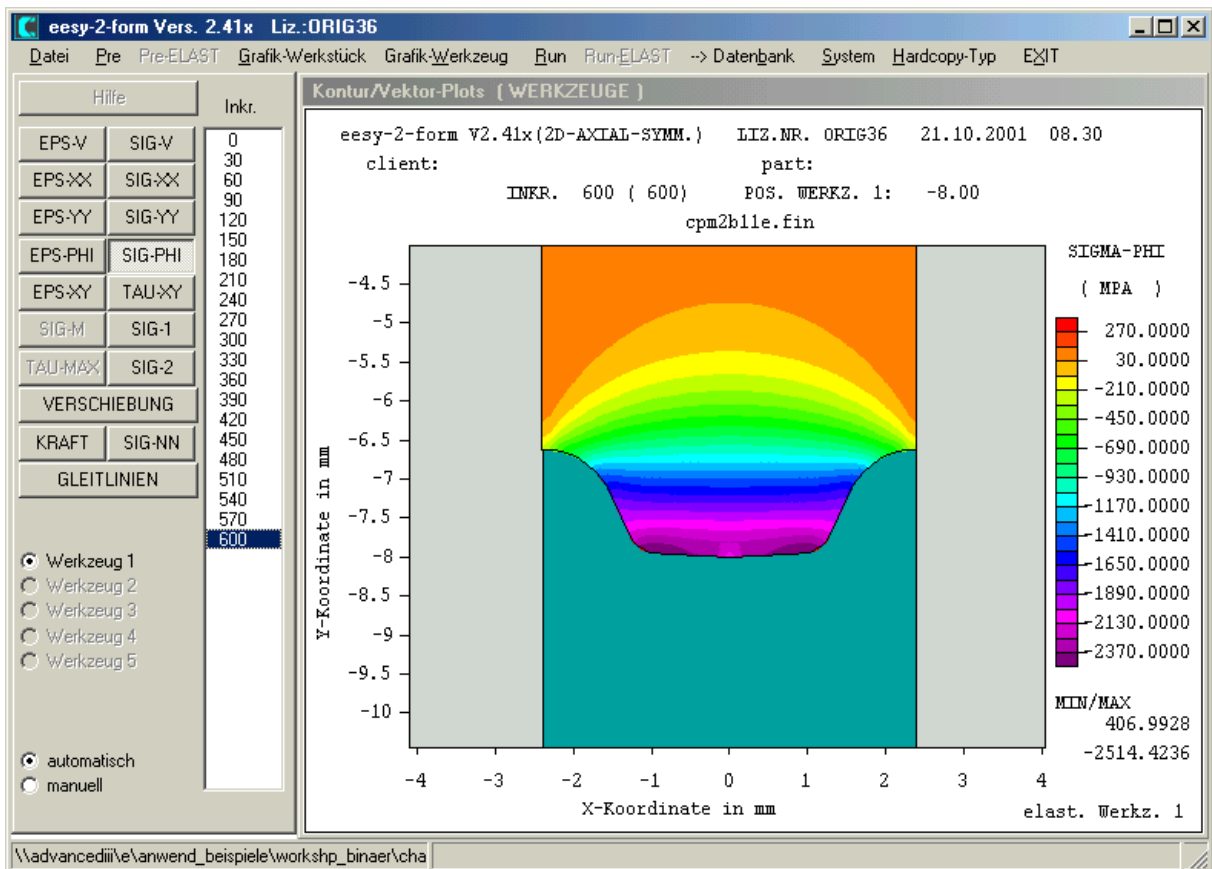 eesy-2-form Vers. 2.41x Liz.:ORIG36
Datei Pre Pre-ELAST Grafik-Werkstück Grafik-Werkzeug Run Run-ELAST --> Datenbank System Hardcopy-Typ EXIT
Hilfe
Inkr.
EPS-V SIG-V
EPS-XX SIG-XX
EPS-YY SIG-YY
EPS-PHI SIG-PHI
EPS-XY TAU-XY
SIG-M SIG-1
TAU-MAX SIG-2
VERSCHIEBUNG
KRAFT SIG-NN
GLEITLINIEN
0
30
60
90
120
150
180
210
240
270
300
330
360
390
420
450
480
510
540
570
600
Werkzeug 1
Werkzeug 2
Werkzeug 3
Werkzeug 4
Werkzeug 5
automatisch
manuell
Kontur/Vektor-Plots ( WERKZEUGE )
eesy-2-form V2.41x(2D-AXIAL-SYMM.) LIZ.NR. ORIG36 21.10.2001 08.30
client: part:
INKR. 600 ( 600) POS. WERKZ. 1: -8.00
cpm2b11e.fin
Y-Koordinate in mm
-4.5
-5
-5.5
-6
-6.5
-7
-7.5
-8
-8.5
-9
-9.5
-10
-4 -3 -2 -1 0 1 2 3 4
X-Koordinate in mm
SIGMA-PHI
( MPA )
270.0000
30.0000
-210.0000
-450.0000
-690.0000
-930.0000
-1170.0000
-1410.0000
-1650.0000
-1890.0000
-2130.0000
-2370.0000
MIN/MAX
406.9928
-2514.4236
elast. Werkz. 1
\\advancediii\e\anwend_beispiele\workshp_binaer\cha